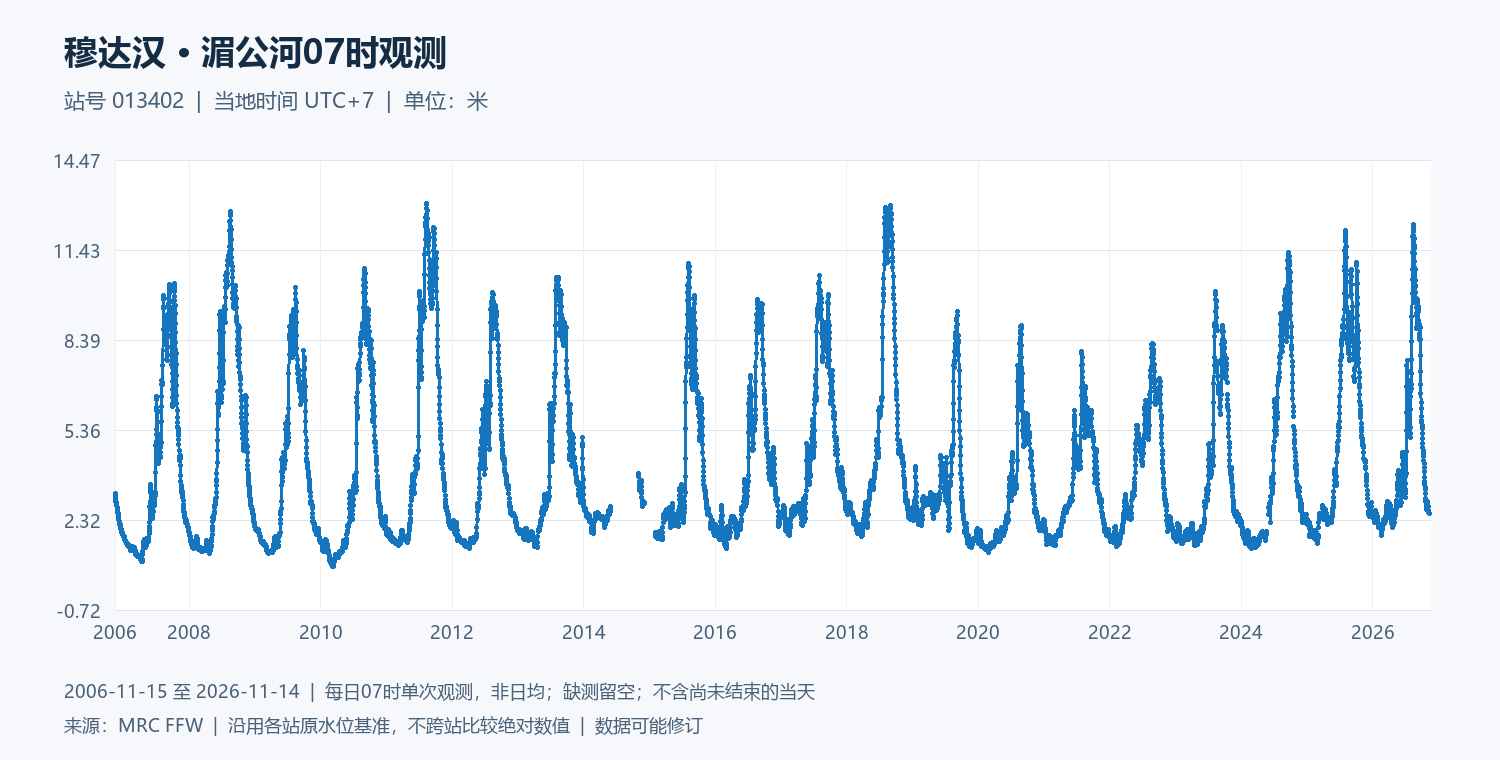 穆达汉 • 湄公河07时观测
站号 013402 | 当地时间 UTC+7 | 单位：米
14.47
11.43
8.39
5.36
2.32
-0.72
2006 2008 2010 2012 2014 2016 2018 2020 2022 2024 2026
2006-11-15 至 2026-11-14 | 每日07时单次观测，非日均；缺测留空；不含尚未结束的当天
来源：MRC FFW | 沿用各站原水位基准，不跨站比较绝对数值 | 数据可能修订